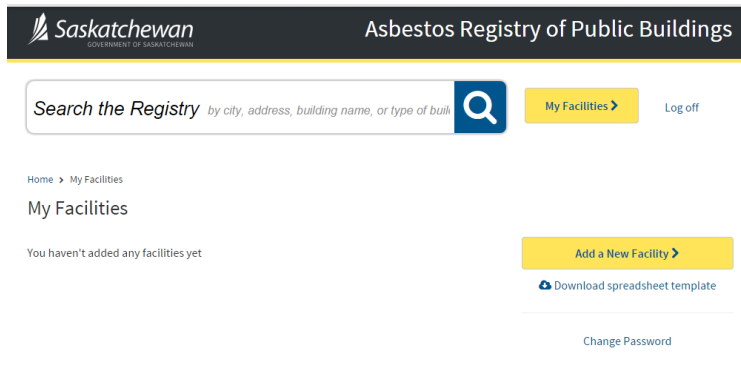 Saskatchewan
GOVERNMENT OF SASKATCHEWAN
Asbestos Registry of Public Buildings
Search the Registry by city, address, building name, or type of buil
My Facilities
Log off
Home > My Facilities
My Facilities
You haven't added any facilities yet
Add a New Facility
Download spreadsheet template
Change Password